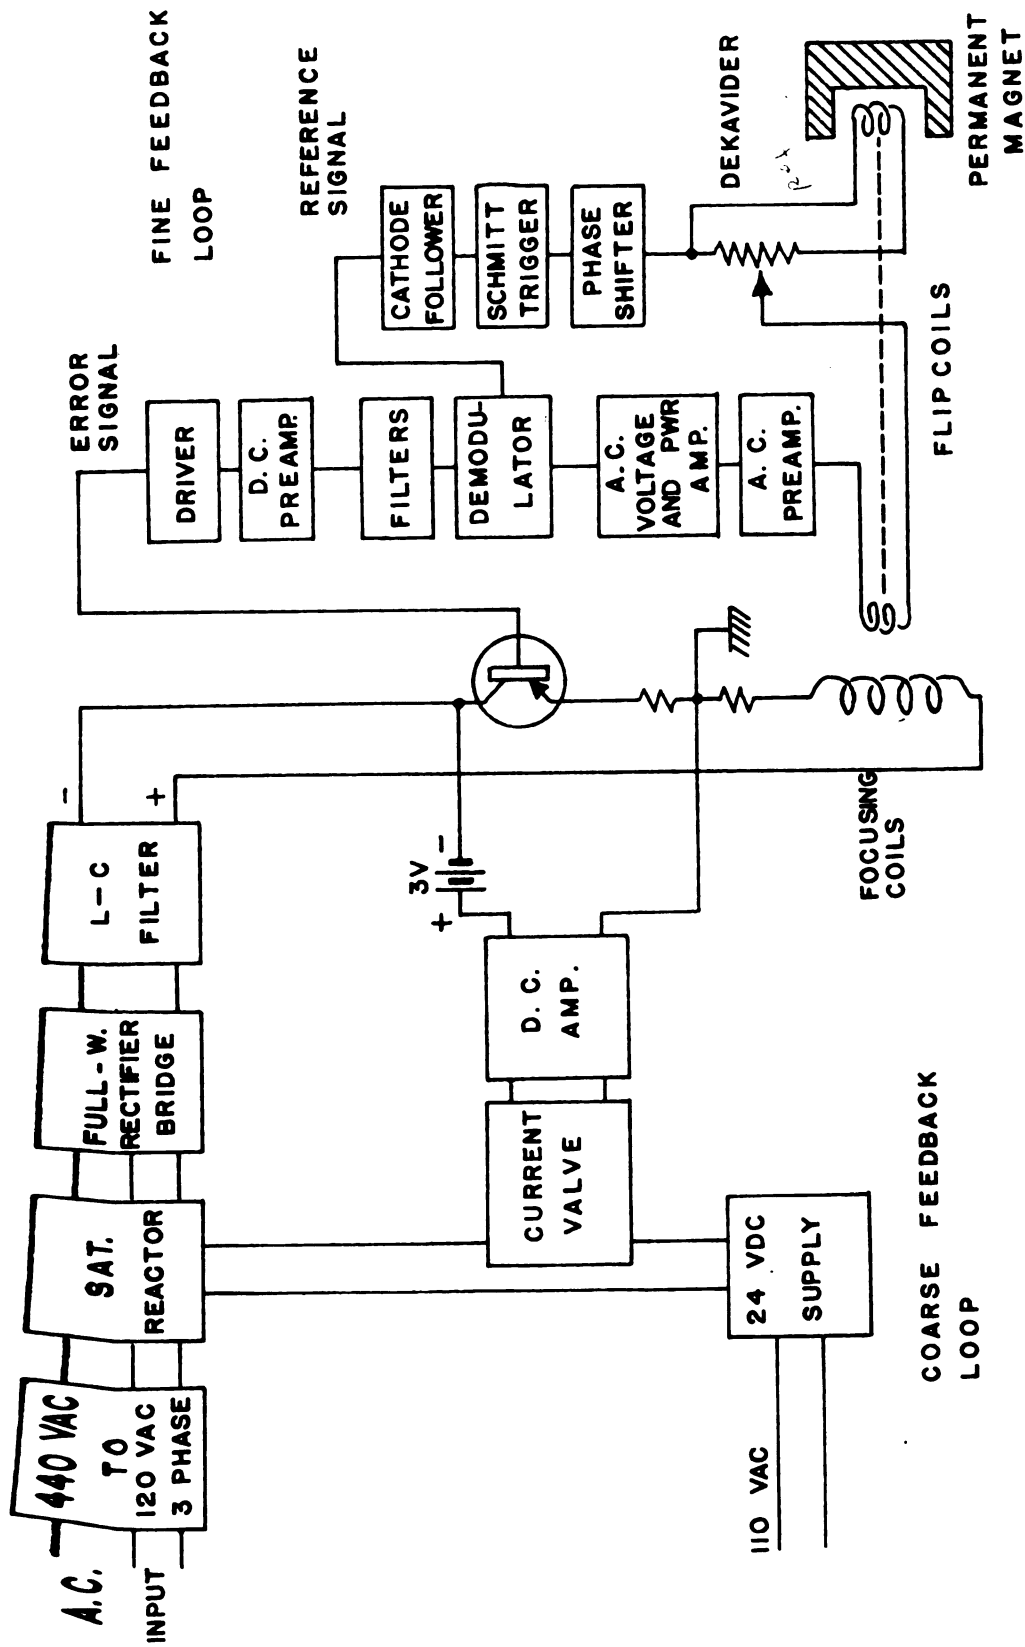 A.C.
INPUT
440 VAC
TO
120 VAC
3 PHASE
SAT.
REACTOR
FULL-W.
RECTIFIER
BRIDGE
L-C
FILTER
-
+
ERROR
SIGNAL
FINE FEEDBACK
LOOP
DRIVER
D. C.
PREAMP.
FILTERS
DEMODU-
LATOR
A.C.
VOLTAGE
AND PWR
AMP.
A. C.
PREAMP.
REFERENCE
SIGNAL
CATHODE
FOLLOWER
SCHMITT
TRIGGER
PHASE
SHIFTER
DEKAVIDER
3V
+
-
CURRENT
VALVE
D. C.
AMP.
110 VAC
24 VDC
SUPPLY
FOCUSING
COILS
FLIP COILS
PERMANENT
MAGNET
COARSE FEEDBACK
LOOP